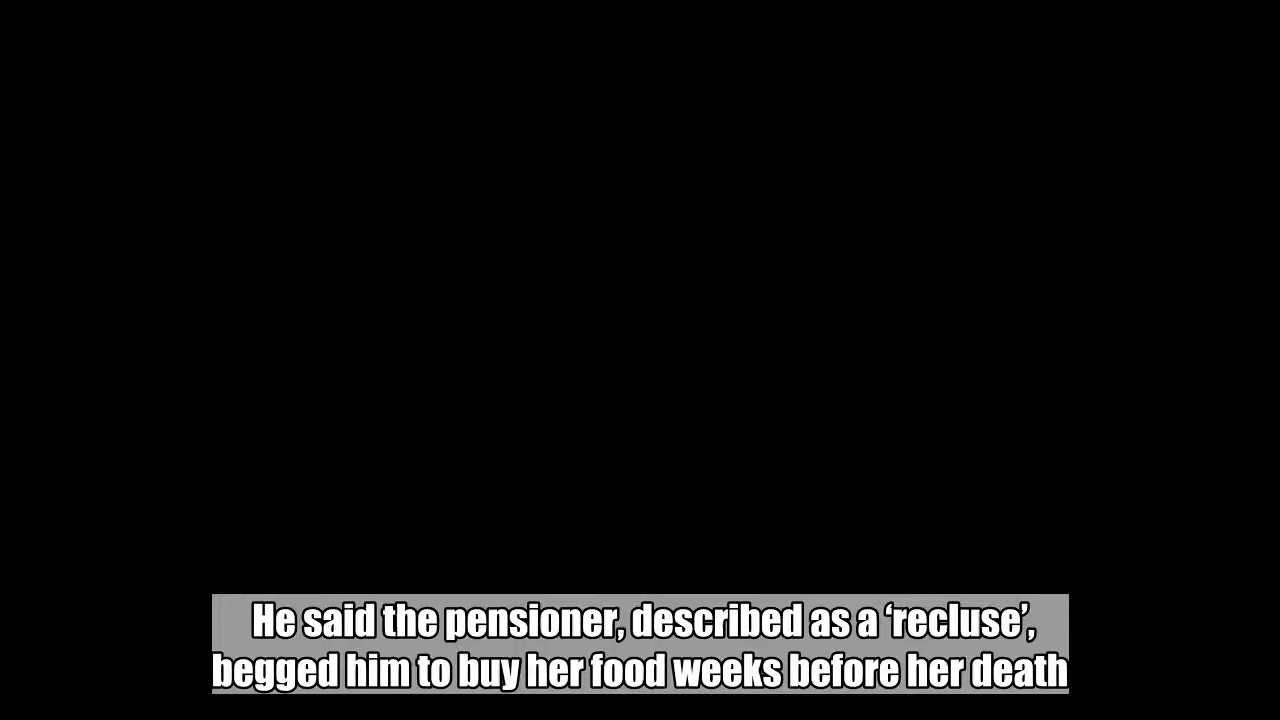 He said the pensioner, described as a ‘recluse’,
begged him to buy her food weeks before her death